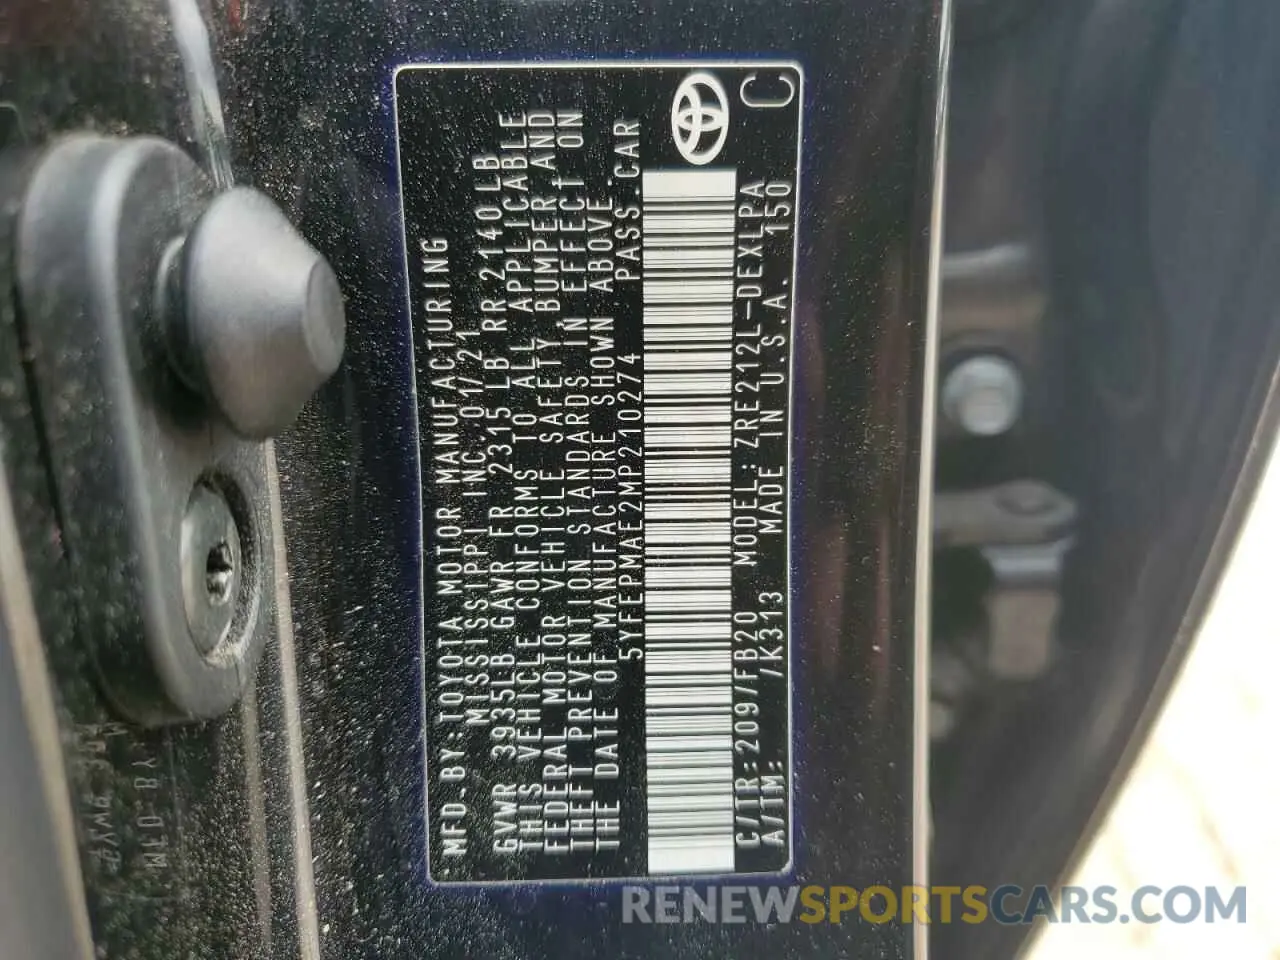 MFD. BY: TOYOTA MOTOR MANUFACTURING
MISSISSIPPI INC. 01/21
GVWR 3935LB GAWR FR 2315 LB RR 2140LB
THIS VEHICLE CONFORMS TO ALL APPLICABLE
FEDERAL MOTOR VEHICLE SAFETY, BUMPER AND
THEFT PREVENTION STANDARDS IN EFFECT ON
THE DATE OF MANUFACTURE SHOWN ABOVE.
5YFEPMAE2MP210274 PASS. CAR
C/TR: 209/FB20 MODEL: ZRE212L-DEXLPA
A/TM: /K313 MADE IN U.S.A. 150
C
RENEWSPORTSCARS.COM